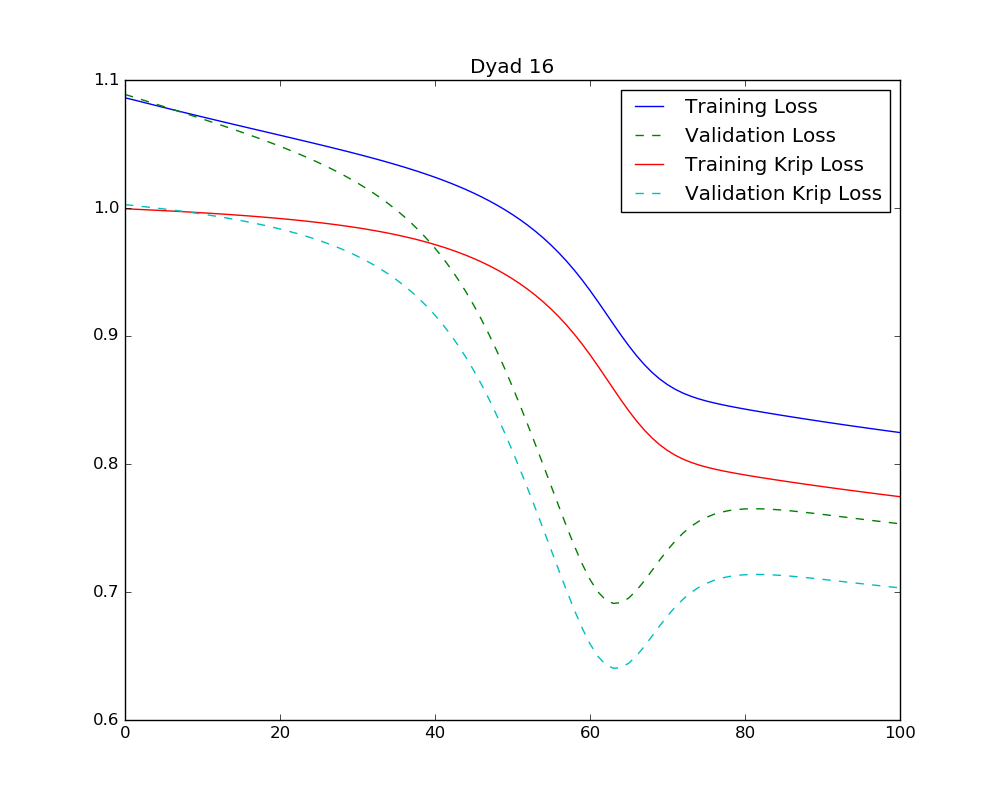 Dyad 16
1.1
1.0
0.9
0.8
0.7
0.6
0
20
40
60
80
100
Training Loss
Validation Loss
Training Krip Loss
Validation Krip Loss